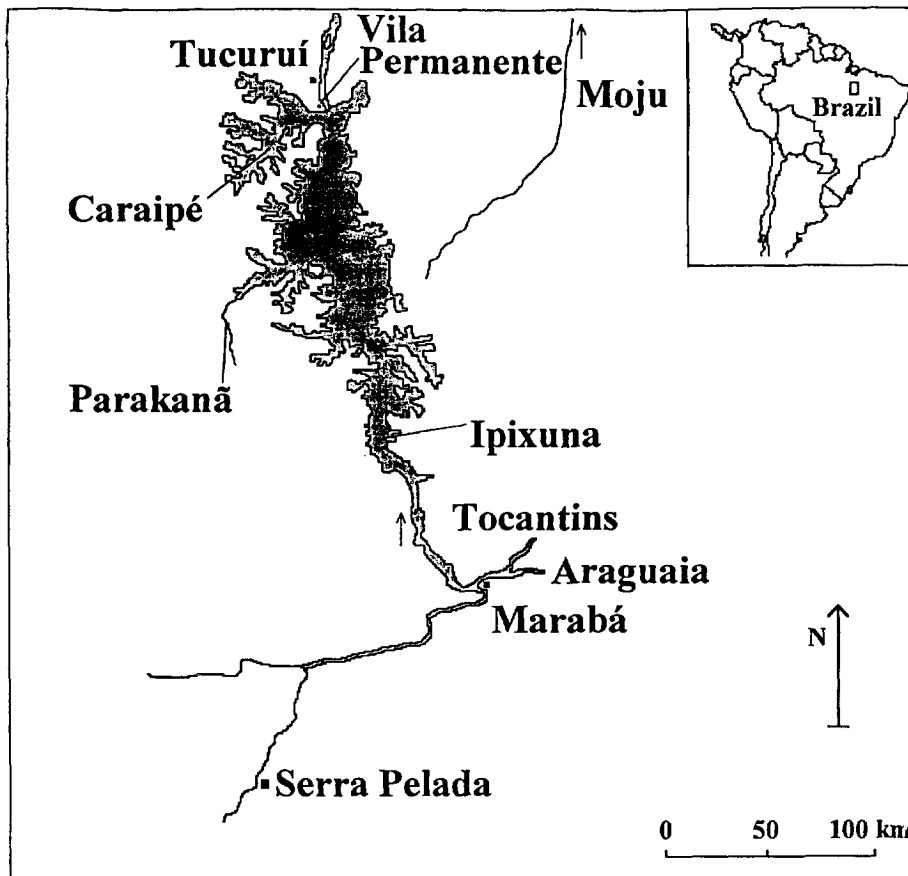 Vila
Tucuruí
Permanente
Moju
Brazil
Caraipé
Parakanã
Ipixuna
Tocantins
Araguaia
Marabá
N
Serra Pelada
0 50 100 km